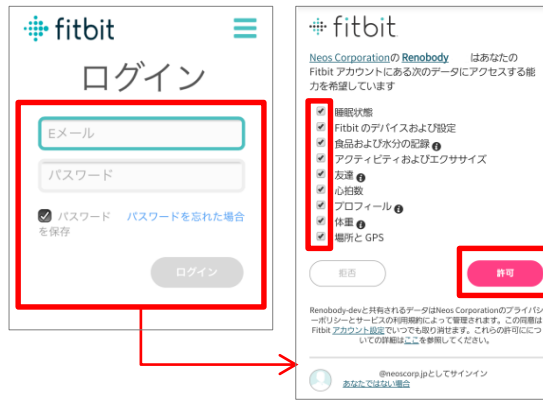 fitbit
ログイン
Eメール
パスワード
パスワード パスワードを忘れた場合
を保存
ログイン
fitbit
Neos Corporationの Renobody はあなたの
Fitbit アカウントにある次のデータにアクセスする能
力を希望しています
睡眠状態
Fitbit のデバイスおよび設定
食品および水分の記録
アクティビティおよびエクササイズ
友達
心拍数
プロフィール
体重
場所と GPS
拒否
許可
Renobody-devと共有されるデータはNeos Corporationのプライバシ
ーポリシーとサービスの利用規約によって管理されます。この同意は
Fitbit アカウント設定でいつでも取り消せます。これらの許可ににつ
いての詳細はここを参照してください。
@neoscorp.jpとしてサインイン
あなたではない場合